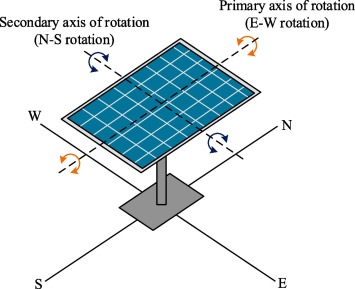 Primary axis of rotation
(E-W rotation)
Secondary axis of rotation
(N-S rotation)
W
N
S
E